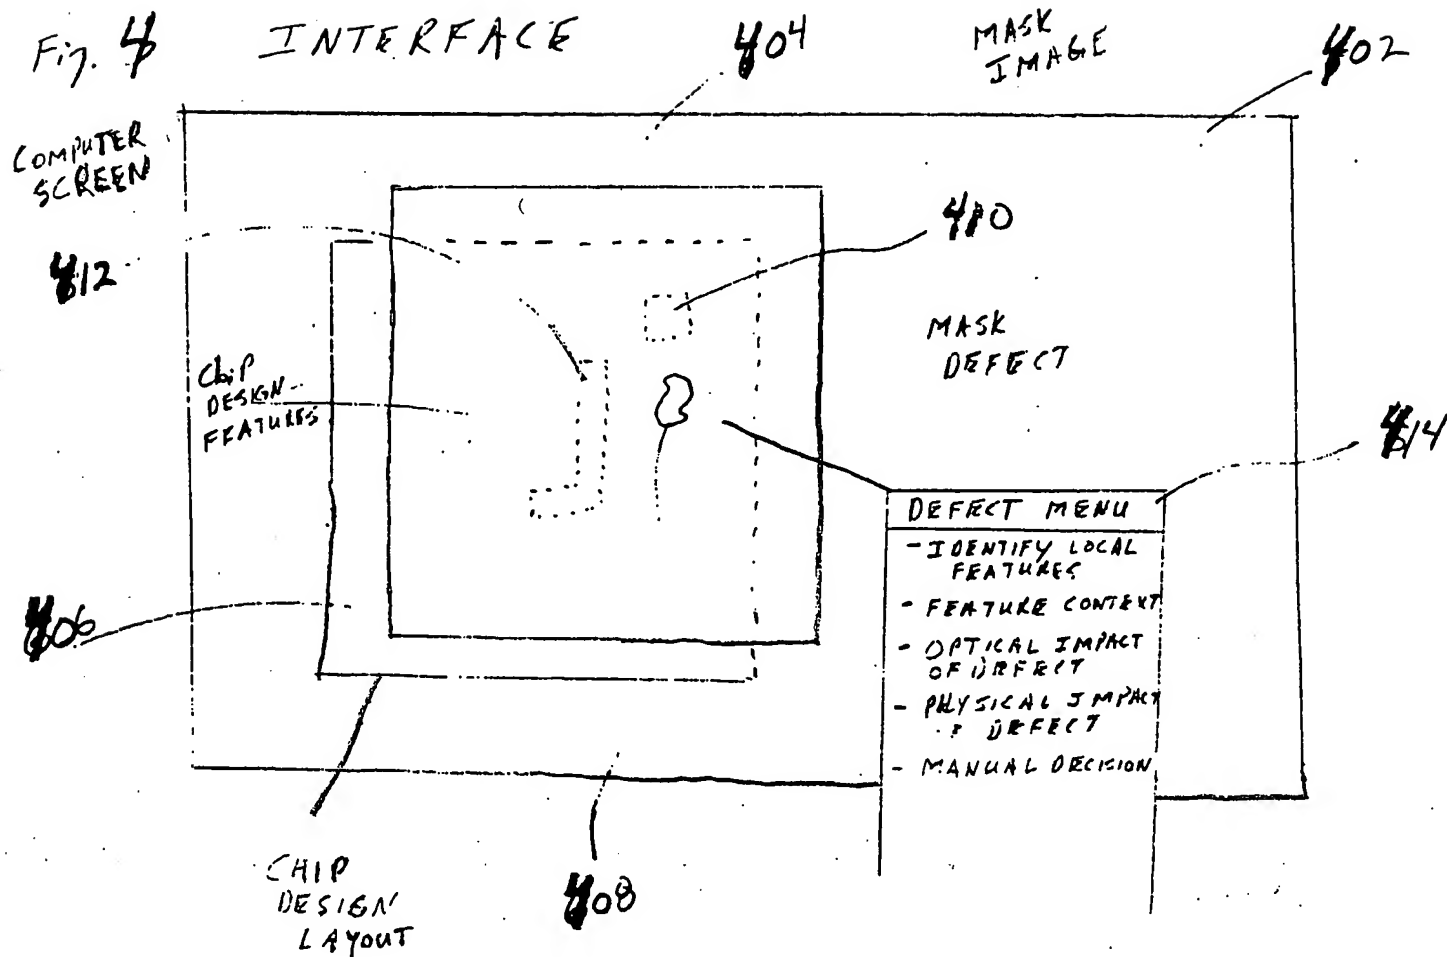 Fig. 4
INTERFACE
404
MASK
IMAGE
402
COMPUTER
SCREEN
412
410
MASK
DEFECT
Chip
DESIGN
FEATURES
414
DEFECT MENU
- IDENTIFY LOCAL
FEATURES
- FEATURE CONTEXT
- OPTICAL IMPACT
OF DEFECT
- PHYSICAL IMPACT
DEFECT
- MANUAL DECISION
406
CHIP
DESIGN
LAYOUT
408